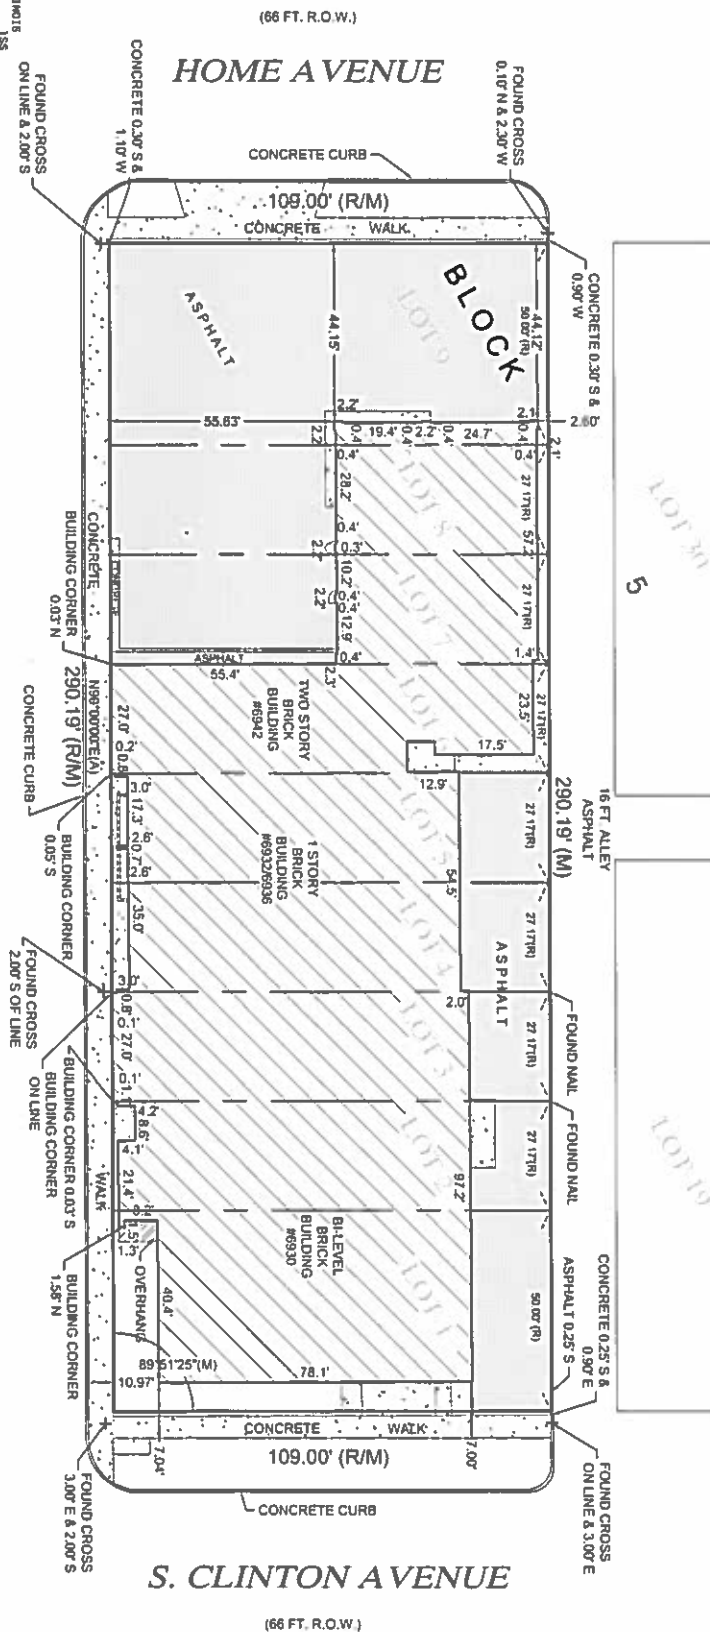 (66 FT. R.O.W.)
HOME AVENUE
CONCRETE 0.30' S &
1.10' W
FOUND CROSS
ON LINE & 2.00' S
FOUND CROSS
0.10' N & 2.30' W
CONCRETE CURB
109.00' (R/M)
CONCRETE WALK
CONCRETE 0.30' S &
0.90' W
BLOCK
5
ASPHALT
LOT 9
44.15'
44.12'
50.00' (R)
55.63'
2.2'
2.1'
2.60'
19.4'
2.2'
24.7'
0.4'
0.4'
0.4'
0.4'
2.1'
2.2'
0.4'
0.4'
28.2'
27.17'(R)
57.2'
LOT 8
LOT 30
0.4'
0.3'
2.2'
10.2'
0.4'
0.4'
2.2'
12.9'
27.17'(R)
LOT 7
CONCRETE
BUILDING CORNER
0.03' N
ASPHALT
55.4'
0.4'
1.4'
2.3'
LOT 6
23.5'
27.17'(R)
17.5'
12.9'
N90°00'00"E(A)
290.19' (R/M)
CONCRETE CURB
27.0'
0.2'
0.8'
TWO STORY
BRICK
BUILDING
#6942
290.19' (M)
16 FT. ALLEY
ASPHALT
3.0'
17.3'
2.6'
0.7'
2.6'
35.0'
1 STORY
BRICK
BUILDING
#6932/6936
LOT 5
54.5'
27.17'(R)
BUILDING CORNER
0.05' S
LOT 4
27.17'(R)
ASPHALT
FOUND CROSS
2.00' S OF LINE
3.0'
0.8'
0.1'
27.0'
0.1'
2.0'
LOT 3
27.17'(R)
FOUND NAIL
BUILDING CORNER
ON LINE
BUILDING CORNER 0.03' S
4.2'
8.6'
4.1'
21.4'
LOT 2
97.2'
27.17'(R)
FOUND NAIL
LOT 19
WALK
BUILDING CORNER
1.58' N
1.5'
1.3'
OVERHANG
BI-LEVEL
BRICK
BUILDING
#6930
LOT 1
50.00' (R)
ASPHALT 0.25' S
CONCRETE 0.25' S &
0.90' E
40.4'
89°51'25"(M)
10.97'
78.1'
CONCRETE WALK
109.00' (R/M)
7.04'
7.00'
FOUND CROSS
3.00' E & 2.00' S
FOUND CROSS
ON LINE & 3.00' E
CONCRETE CURB
S. CLINTON AVENUE
(66 FT. R.O.W.)